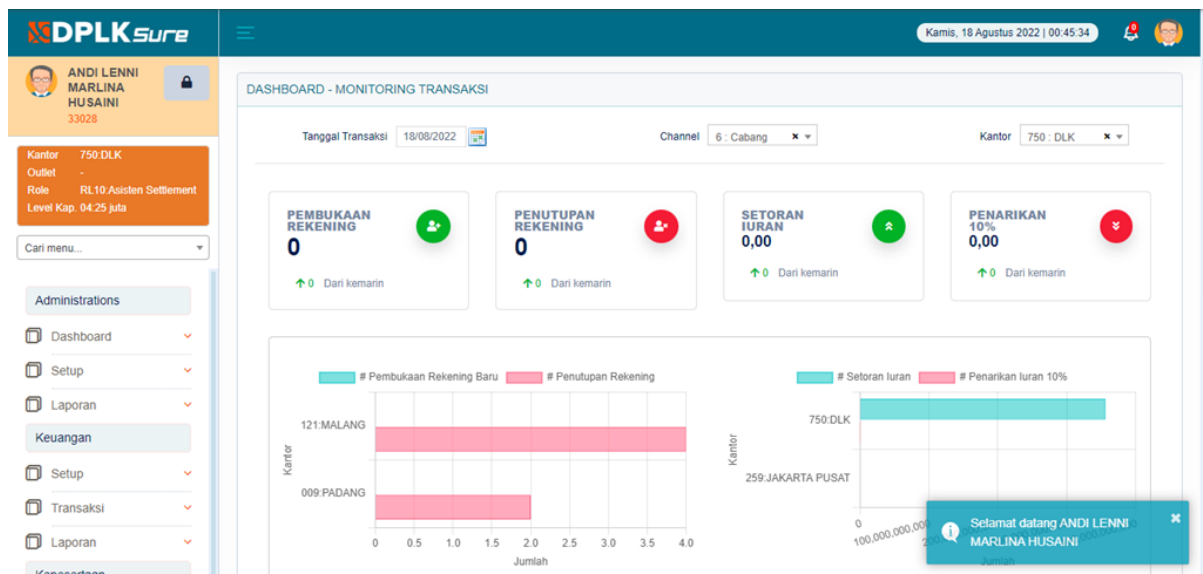 DPLKSure
Kamis, 18 Agustus 2022 | 00:45:34
ANDI LENNI
MARLINA
HUSAINI
33028
Kantor 750:DLK
Outlet -
Role RL10:Asisten Settlement
Level Kap. 04:25 juta
Cari menu...
Administrations
Dashboard
Setup
Laporan
Keuangan
Setup
Transaksi
Laporan
DASHBOARD - MONITORING TRANSAKSI
Tanggal Transaksi 18/08/2022
Channel 6 : Cabang
Kantor 750 : DLK
PEMBUKAAN
REKENING
0
0 Dari kemarin
PENUTUPAN
REKENING
0
0 Dari kemarin
SETORAN
IURAN
0,00
0 Dari kemarin
PENARIKAN
10%
0,00
0 Dari kemarin
# Pembukaan Rekening Baru # Penutupan Rekening
121:MALANG
Kantor
009:PADANG
0 0.5 1.0 1.5 2.0 2.5 3.0 3.5 4.0
Jumlah
# Setoran Iuran # Penarikan Iuran 10%
750:DLK
Kantor
259:JAKARTA PUSAT
0
100,000,000,000
Jumlah
Selamat datang ANDI LENNI
MARLINA HUSAINI